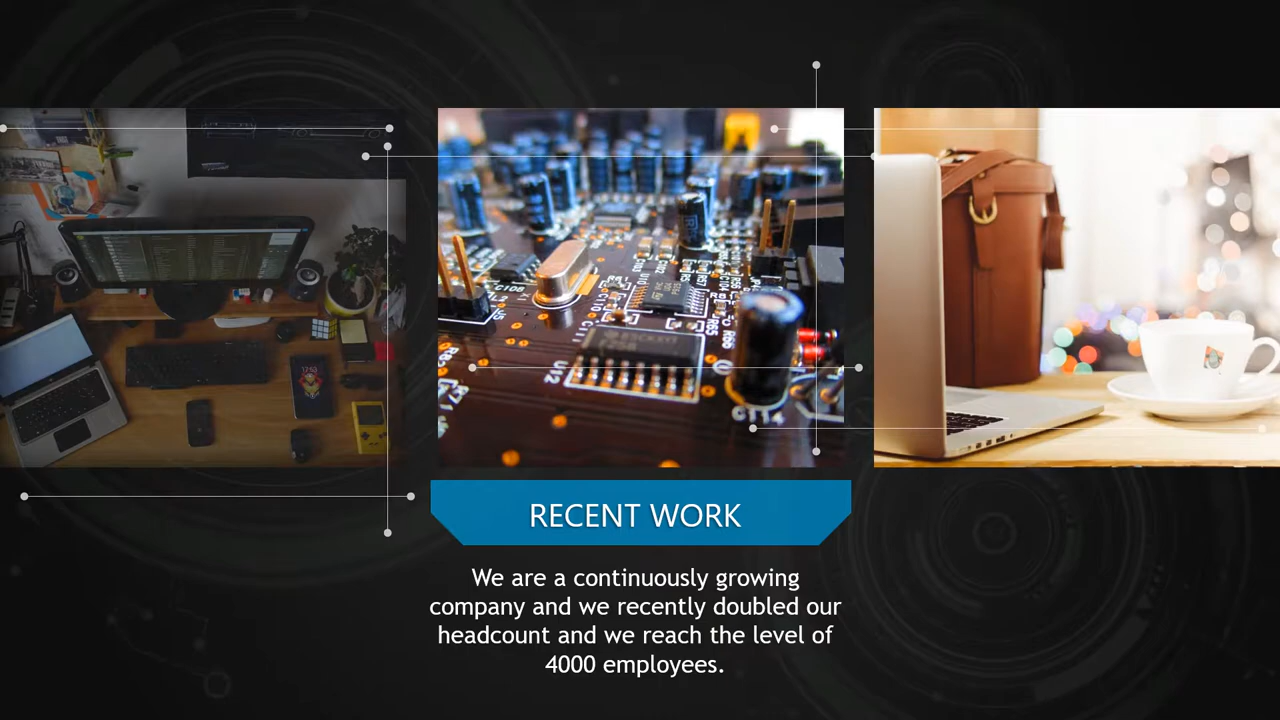 RECENT WORK
We are a continuously growing
company and we recently doubled our
headcount and we reach the level of
4000 employees.